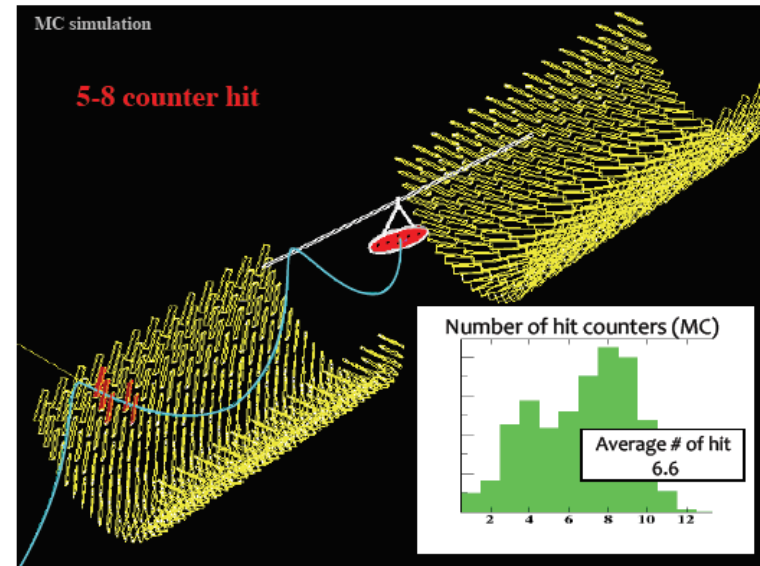 MC simulation
5-8 counter hit
Number of hit counters (MC)
Average # of hit
6.6
2 4 6 8 10 12